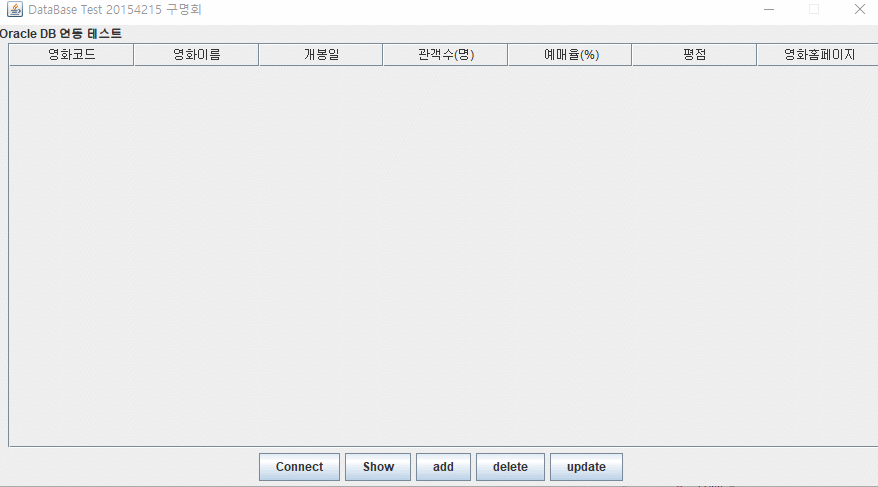 DataBase Test 20154215 구명회
Oracle DB 연동 테스트
영화코드 영화이름 개봉일 관객수(명) 예매율(%) 평점 영화홈페이지
Connect Show add delete update